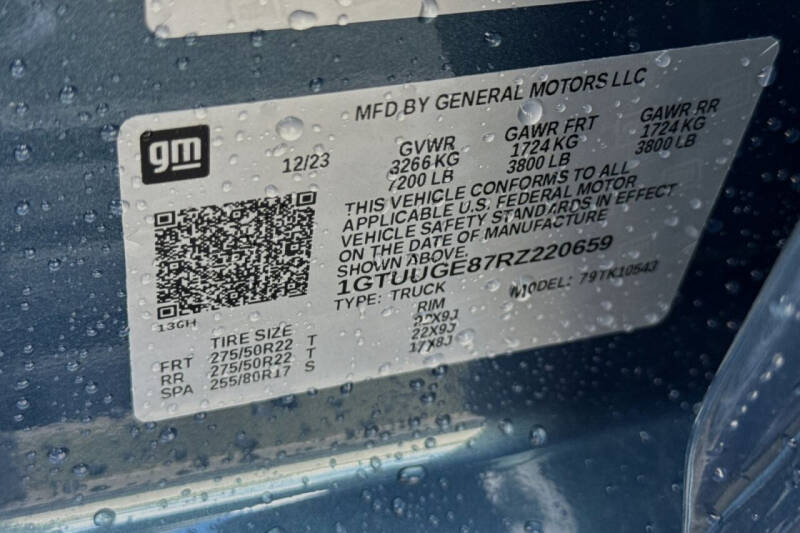 MFD BY GENERAL MOTORS LLC
gm
12/23
GVWR GAWR FRT GAWR RR
3266 KG 1724 KG 1724 KG
7200 LB 3800 LB 3800 LB
THIS VEHICLE CONFORMS TO ALL
APPLICABLE U.S. FEDERAL MOTOR
VEHICLE SAFETY STANDARDS IN EFFECT
ON THE DATE OF MANUFACTURE
SHOWN ABOVE.
1GTUUGE87RZ220659
TYPE: TRUCK MODEL: 79TK10543
13GH
TIRE SIZE RIM
FRT 275/50R22 T 22X9J
RR 275/50R22 T 22X9J
SPA 255/80R17 S 17X8J